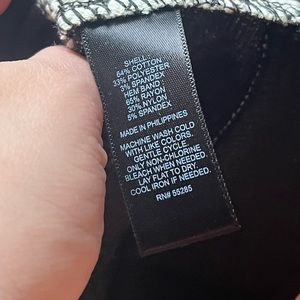 SHELL:
64% COTTON
33% POLYESTER
3% SPANDEX
HEM BAND:
65% RAYON
30% NYLON
5% SPANDEX
MADE IN PHILIPPINES
MACHINE WASH COLD
WITH LIKE COLORS.
GENTLE CYCLE.
ONLY NON-CHLORINE
BLEACH WHEN NEEDED.
LAY FLAT TO DRY.
COOL IRON IF NEEDED.
RN# 55285